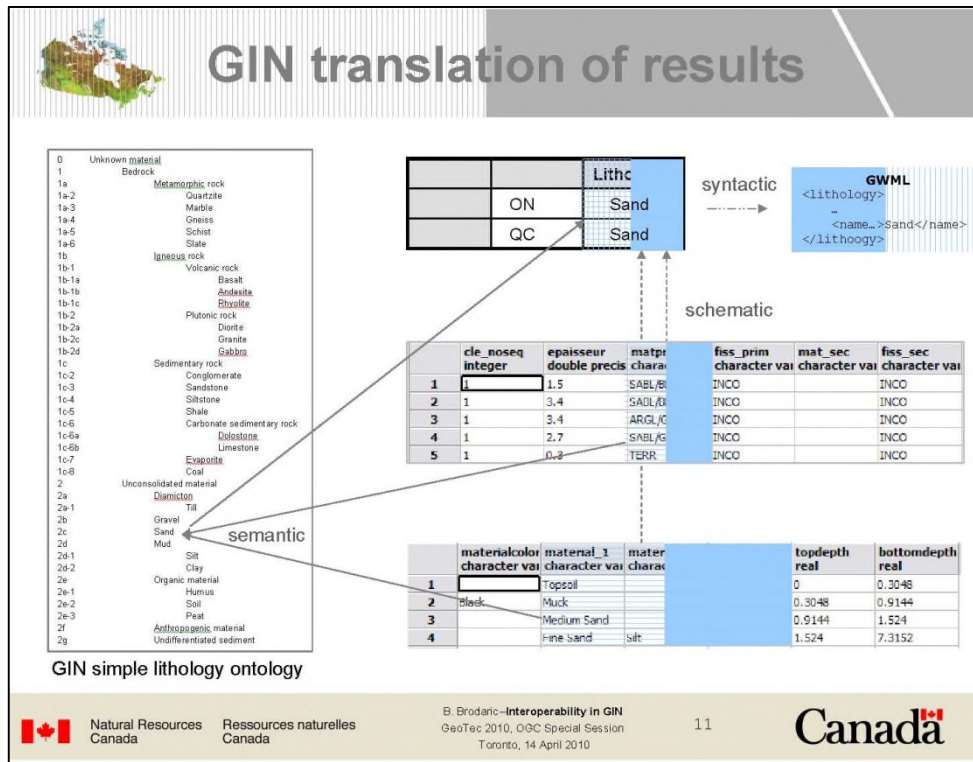 GIN translation of results
0 Unknown material
1 Bedrock
1a Metamorphic rock
1a-2 Quartzite
1a-3 Marble
1a-4 Gneiss
1a-5 Schist
1a-6 Slate
1b Igneous rock
1b-1 Volcanic rock
1b-1a Basalt
1b-1b Andesite
1b-1c Rhyolite
1b-2 Plutonic rock
1b-2a Diorite
1b-2c Granite
1b-2d Gabbro
1c Sedimentary rock
1c-2 Conglomerate
1c-3 Sandstone
1c-4 Siltstone
1c-5 Shale
1c-6 Carbonate sedimentary rock
1c-6a Dolostone
1c-6b Limestone
1c-7 Evaporite
1c-8 Coal
2 Unconsolidated material
2a Diamicton
2a-1 Till
2b Gravel
2c Sand
2d Mud
2d-1 Silt
2d-2 Clay
2e Organic material
2e-1 Humus
2e-2 Soil
2e-3 Peat
2f Anthropogenic material
2g Undifferentiated sediment
GIN simple lithology ontology
semantic
Litho
ON Sand
QC Sand
syntactic
GWML
<lithology>
…
<name…>Sand</name>
</lithoogy>
schematic
cle_noseq epaisseur matpr fiss_prim mat_sec fiss_sec
integer double precis charac character var character var character var
1 1 1.5 INCO INCO
2 1 3.4 INCO INCO
3 1 3.4 ARGL/G INCO INCO
4 1 2.7 SABL/G INCO INCO
5 1 0.3 TERR INCO INCO
materialcolor material_1 mater topdepth bottomdepth
character var character var charac real real
1 Topsoil 0 0.3048
2 Black Muck 0.3048 0.9144
3 Medium Sand 0.9144 1.524
4 Fine Sand Silt 1.524 7.3152
Natural Resources Ressources naturelles
Canada Canada
B. Brodaric–Interoperability in GIN
GeoTec 2010, OGC Special Session
Toronto, 14 April 2010
11
Canada